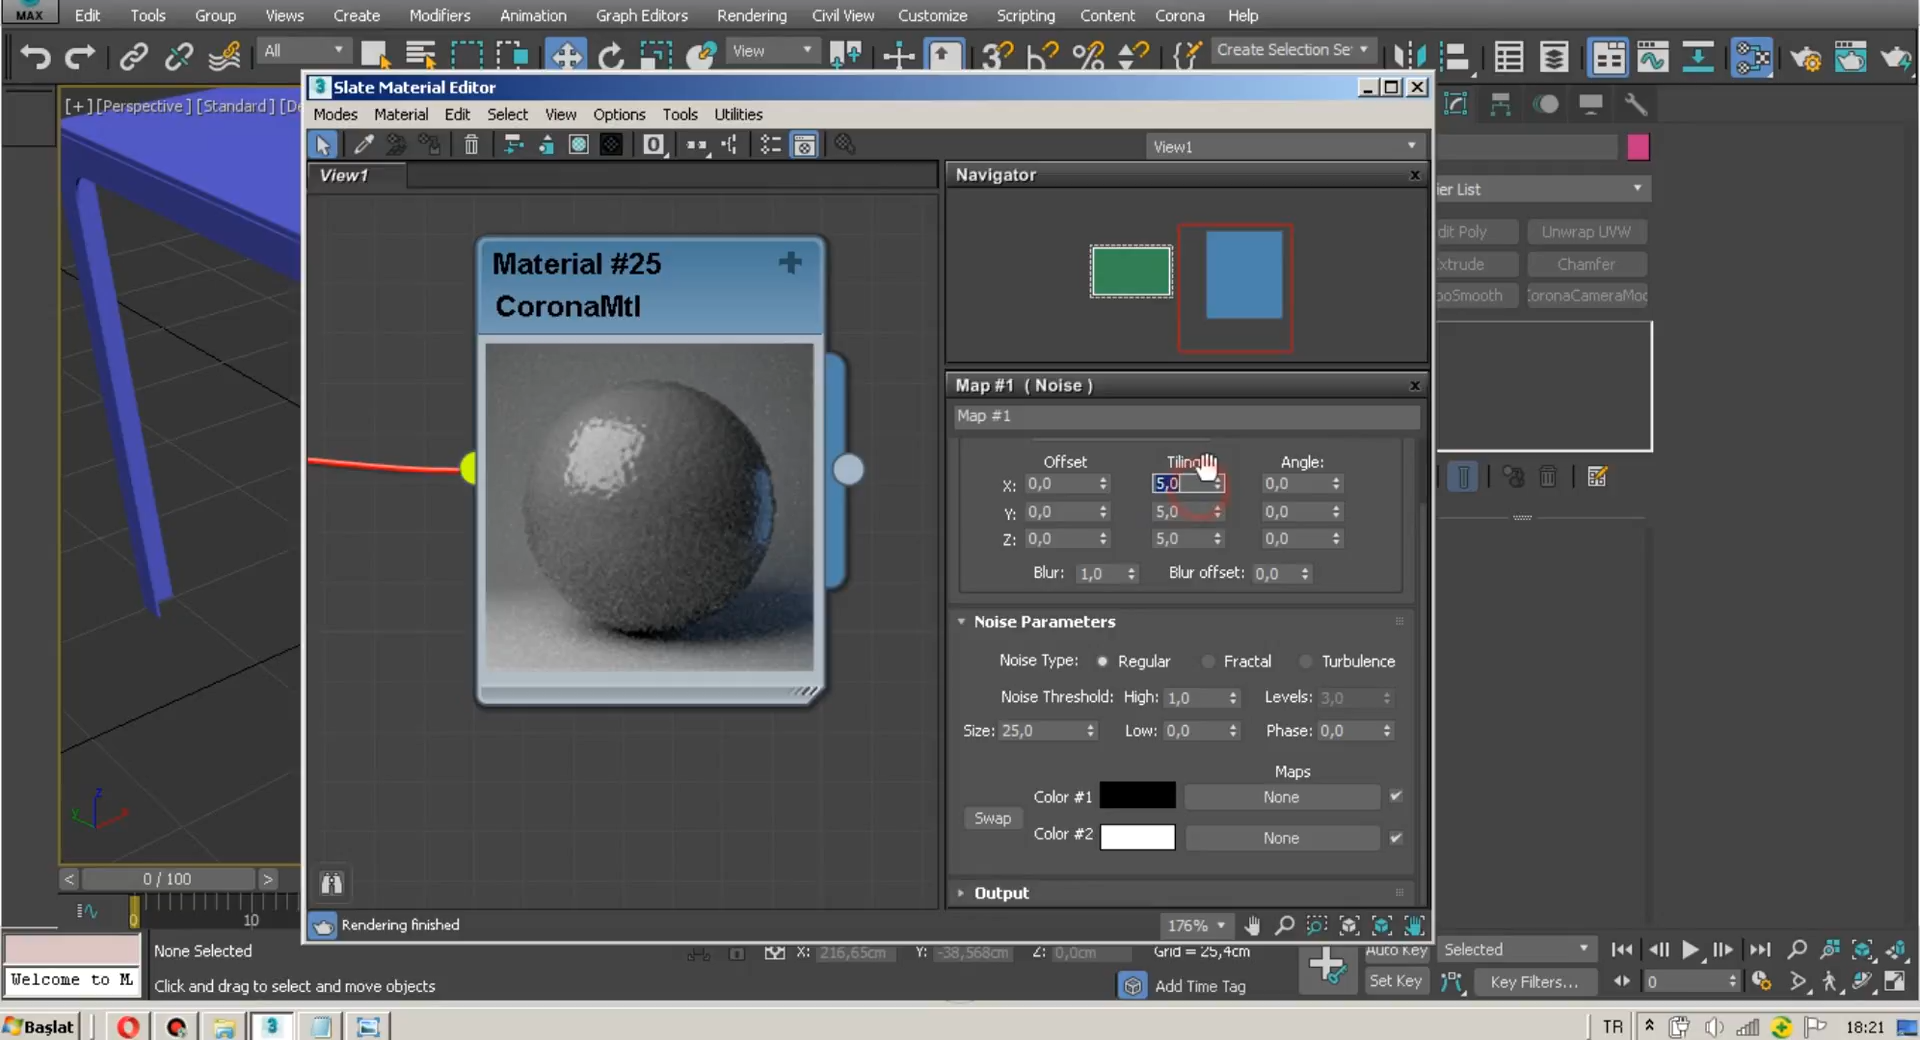 MAX Edit Tools Group Views Create Modifiers Animation Graph Editors Rendering Civil View Customize Scripting Content Corona Help
All View Create Selection Se
[+] [Perspective] [Standard] [De
3 Slate Material Editor
Modes Material Edit Select View Options Tools Utilities
View1
View1
Navigator
Material #25
CoronaMtl
Map #1 ( Noise )
Map #1
Offset Tiling Angle:
X: 0,0 5,0 0,0
Y: 0,0 5,0 0,0
Z: 0,0 5,0 0,0
Blur: 1,0 Blur offset: 0,0
Noise Parameters
Noise Type: Regular Fractal Turbulence
Noise Threshold: High: 1,0 Levels: 3,0
Size: 25,0 Low: 0,0 Phase: 0,0
Maps
Color #1 None
Swap
Color #2 None
Output
Rendering finished
176%
ier List
dit Poly Unwrap UVW
xtrude Chamfer
boSmooth oronaCameraMod
z
y x
< 0 / 100 >
0 10
None Selected
X: 216,65cm Y: -38,568cm Z: 0,0cm Grid = 25,4cm
Auto Key Selected
Welcome to M.
Click and drag to select and move objects
Add Time Tag
Set Key Key Filters... 0
Başlat 3
TR 18:21